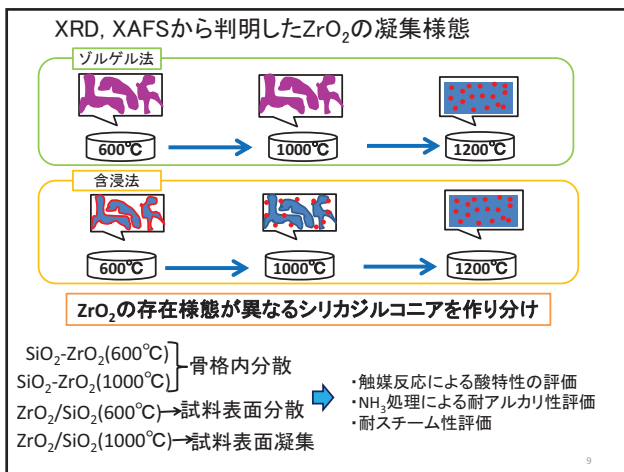 XRD, XAFSから判明したZrO₂の凝集様態
ゾルゲル法
600℃
1000℃
1200℃
含浸法
600℃
1000℃
1200℃
ZrO₂の存在様態が異なるシリカジルコニアを作り分け
SiO₂-ZrO₂(600℃)
SiO₂-ZrO₂(1000℃)
骨格内分散
ZrO₂/SiO₂(600℃)→試料表面分散
ZrO₂/SiO₂(1000℃)→試料表面凝集
・触媒反応による酸特性の評価
・NH₃処理による耐アルカリ性評価
・耐スチーム性評価
9